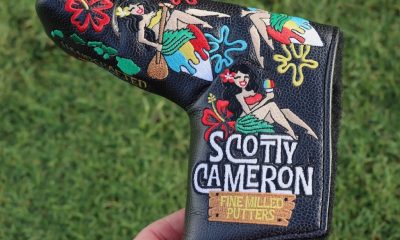 SCOTTY
CAMERON
FINE MILLED
PUTTERS